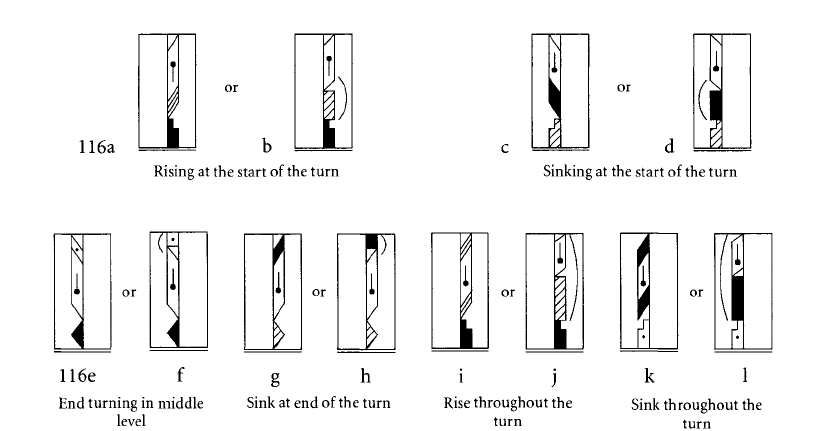 or
or
116a
b
c
d
Rising at the start of the turn
Sinking at the start of the turn
or
or
or
or
116e
f
g
h
i
j
k
l
End turning in middle
level
Sink at end of the turn
Rise throughout the
turn
Sink throughout the
turn